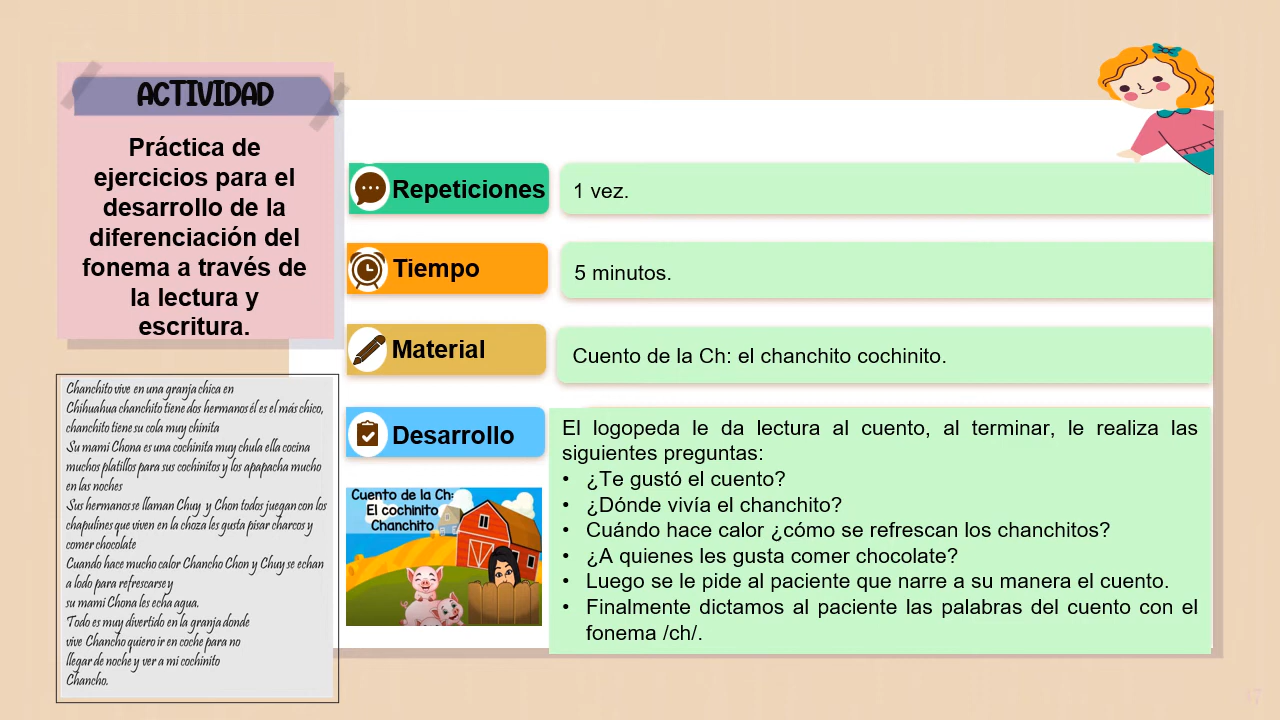 ACTIVIDAD
Práctica de
ejercicios para el
desarrollo de la
diferenciación del
fonema a través de
la lectura y
escritura.
Repeticiones
1 vez.
Tiempo
5 minutos.
Material
Cuento de la Ch: el chanchito cochinito.
Desarrollo
El logopeda le da lectura al cuento, al terminar, le realiza las
siguientes preguntas:
• ¿Te gustó el cuento?
• ¿Dónde vivía el chanchito?
• Cuándo hace calor ¿cómo se refrescan los chanchitos?
• ¿A quienes les gusta comer chocolate?
• Luego se le pide al paciente que narre a su manera el cuento.
• Finalmente dictamos al paciente las palabras del cuento con el
fonema /ch/.
Cuento de la Ch:
El cochinito
Chanchito
Chanchito vive en una granja chica en
Chihuahua chanchito tiene dos hermanos él es el más chico,
chanchito tiene su cola muy chinita
Su mami Chona es una cochinita muy chula ella cocina
muchos platillos para sus cochinitos y los apapacha mucho
en las noches
Sus hermanos se llaman Chuy y Chon todos juegan con los
chapulines que viven en la choza les gusta pisar charcos y
comer chocolate
Cuando hace mucho calor Chancho Chon y Chuy se echan
a lodo para refrescarse y
su mami Chona les echa agua.
Todo es muy divertido en la granja donde
vive Chancho quiero ir en coche para no
llegar de noche y ver a mi cochinito
Chancho.
17